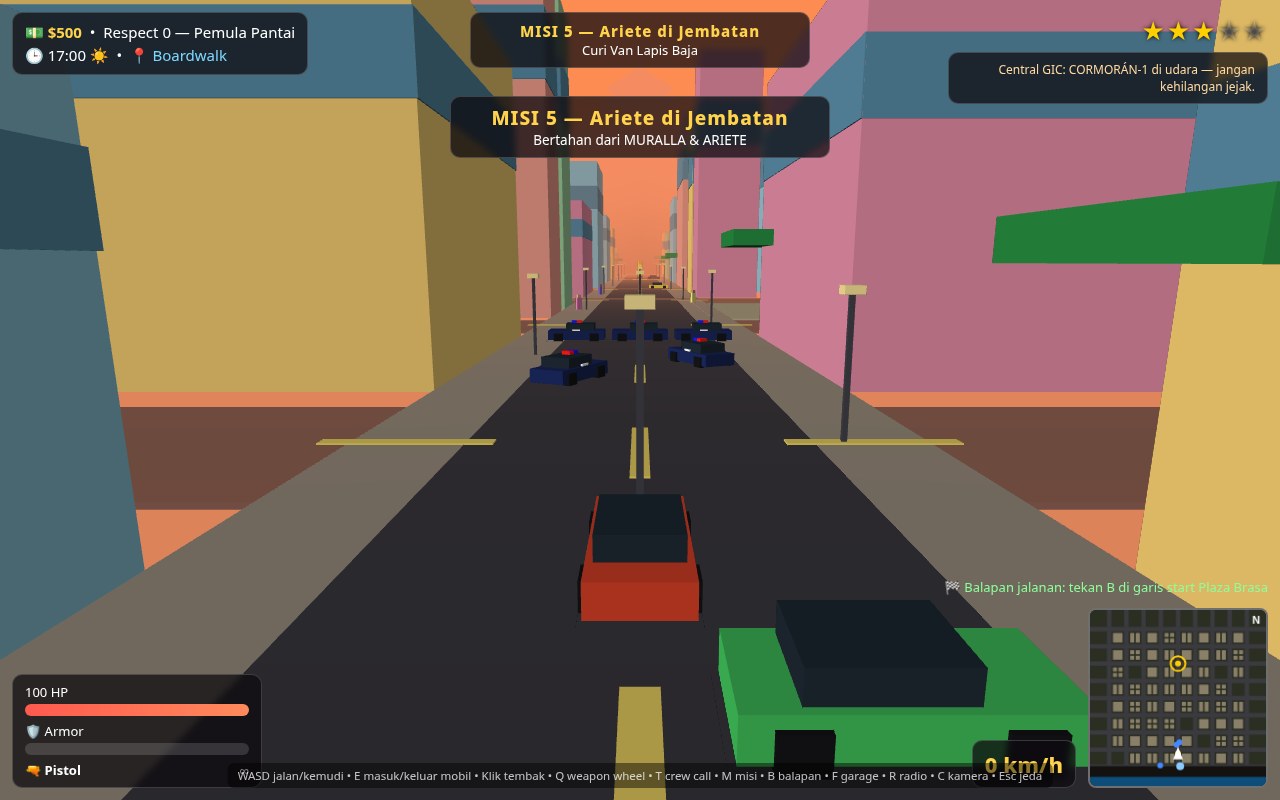 💵 $500 • Respect 0 — Pemula Pantai
🕒 17:00 ☀️ • 📍 Boardwalk
MISI 5 — Ariete di Jembatan
Curi Van Lapis Baja
MISI 5 — Ariete di Jembatan
Bertahan dari MURALLA & ARIETE
★★★★★
Central GIC: CORMORÁN-1 di udara — jangan
kehilangan jejak.
🏁 Balapan jalanan: tekan B di garis start Plaza Brasa
N
100 HP
🛡️ Armor
🔫 Pistol
0 km/h
WASD jalan/kemudi • E masuk/keluar mobil • Klik tembak • Q weapon wheel • T crew call • M misi • B balapan • F garage • R radio • C kamera • Esc jeda